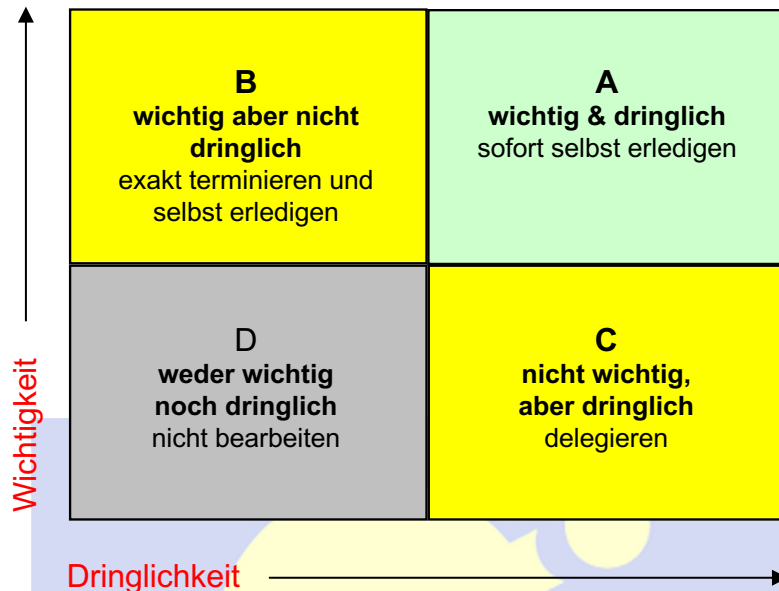 B
wichtig aber nicht
dringlich
exakt terminieren und
selbst erledigen
A
wichtig & dringlich
sofort selbst erledigen
D
weder wichtig
noch dringlich
nicht bearbeiten
C
nicht wichtig,
aber dringlich
delegieren
Wichtigkeit
Dringlichkeit